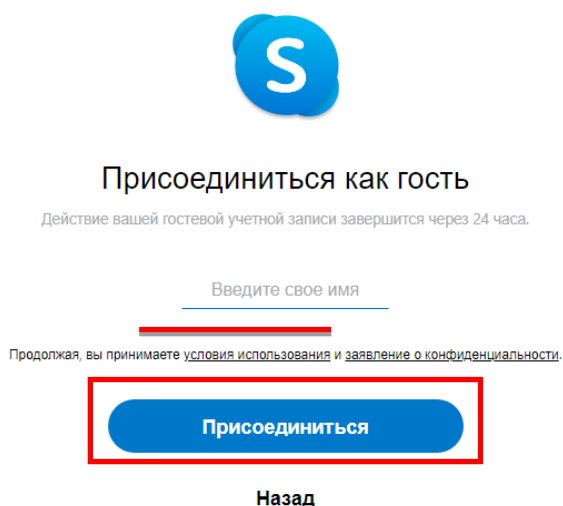 S
Присоединиться как гость
Действие вашей гостевой учетной записи завершится через 24 часа.
Введите свое имя
Продолжая, вы принимаете условия использования и заявление о конфиденциальности.
Присоединиться
Назад